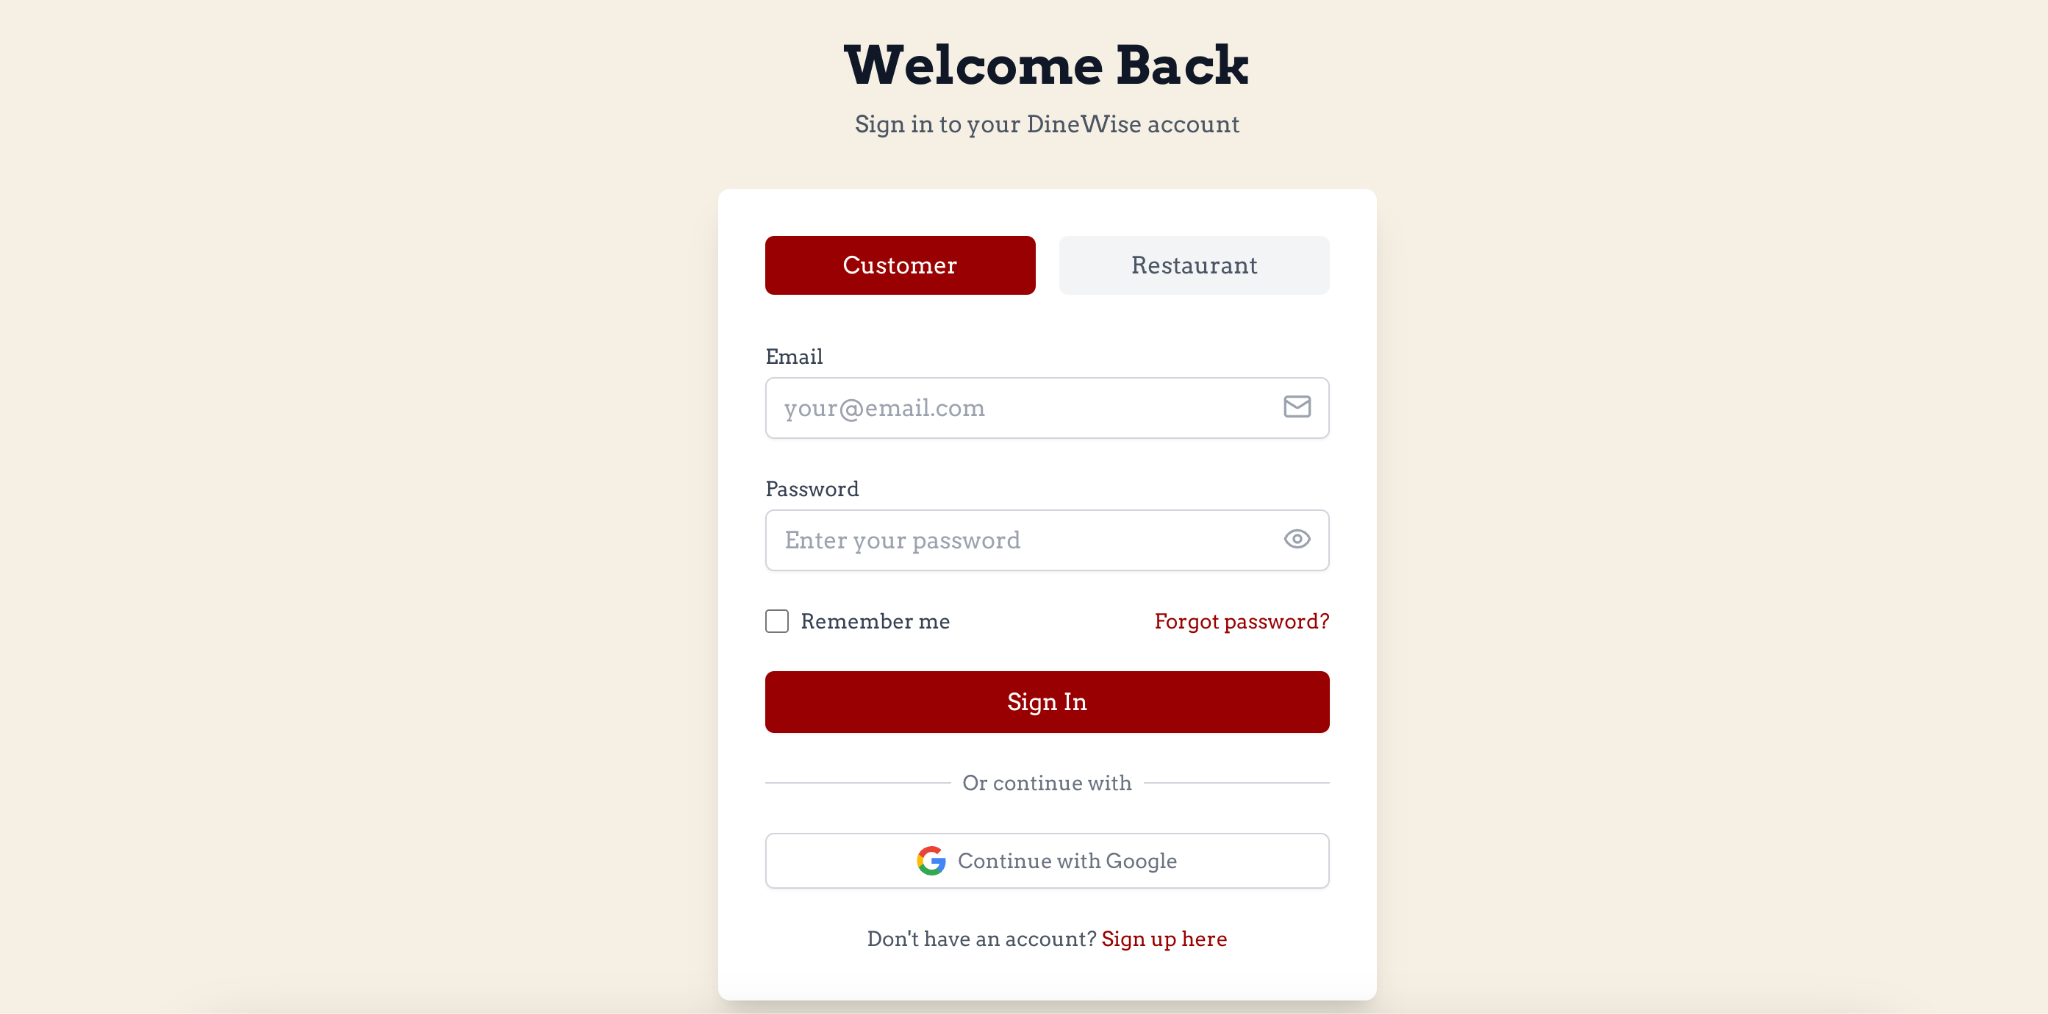 Welcome Back
Sign in to your DineWise account
Customer
Restaurant
Email
your@email.com
Password
Enter your password
Remember me
Forgot password?
Sign In
Or continue with
Continue with Google
Don't have an account? Sign up here